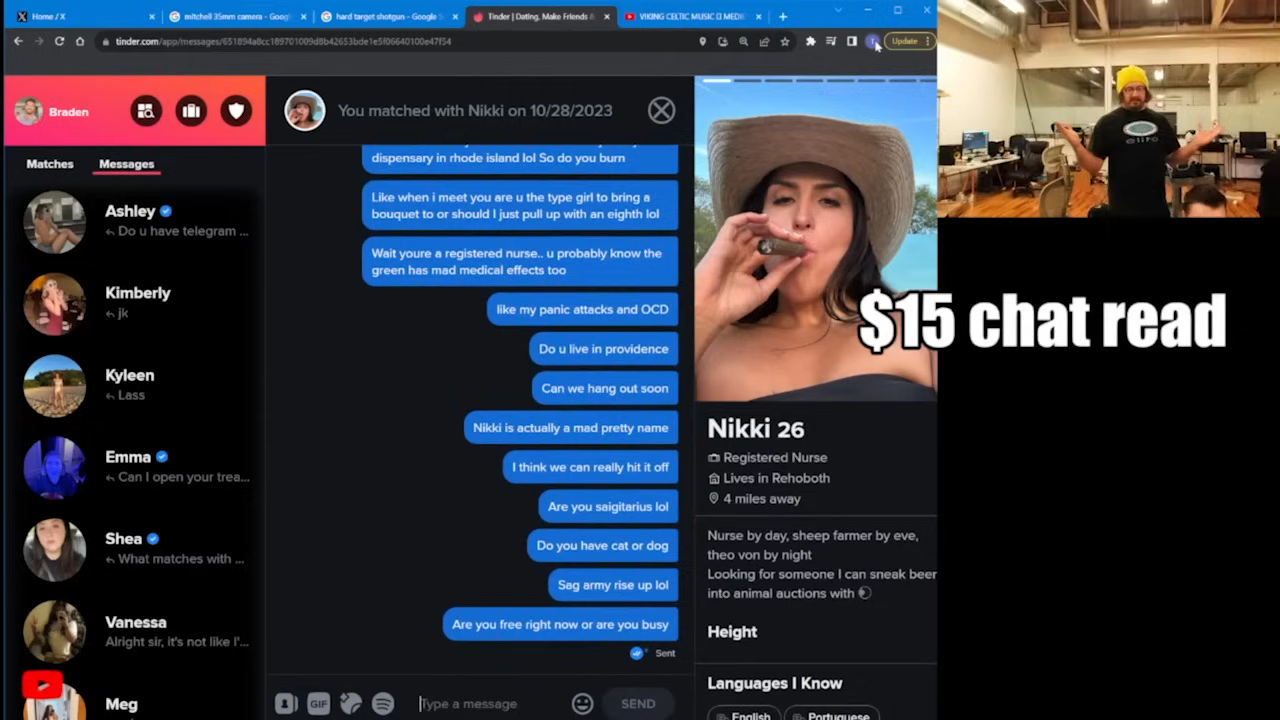 Home / X
mitchell 35mm camera - Google
hard target shotgun - Google
Tinder | Dating, Make Friends &
VIKING CELTIC MUSIC
tinder.com/app/messages/651894a8cc189701009d8b42653bde1e5f06640100e47f54
Update
Braden
Matches
Messages
Ashley
Do u have telegram ...
Kimberly
jk
Kyleen
Lass
Emma
Can I open your trea...
Shea
What matches with ...
Vanessa
Alright sir, it's not like I'...
Meg
You matched with Nikki on 10/28/2023
dispensary in rhode island lol So do you burn
Like when i meet you are u the type girl to bring a
bouquet to or should I just pull up with an eighth lol
Wait youre a registered nurse.. u probably know the
green has mad medical effects too
like my panic attacks and OCD
Do u live in providence
Can we hang out soon
Nikki is actually a mad pretty name
I think we can really hit it off
Are you saigitarius lol
Do you have cat or dog
Sag army rise up lol
Are you free right now or are you busy
Sent
GIF
Type a message
SEND
Nikki 26
Registered Nurse
Lives in Rehoboth
4 miles away
Nurse by day, sheep farmer by eve,
theo von by night
Looking for someone I can sneak beer
into animal auctions with
Height
Languages I Know
English
Portuguese
$15 chat read